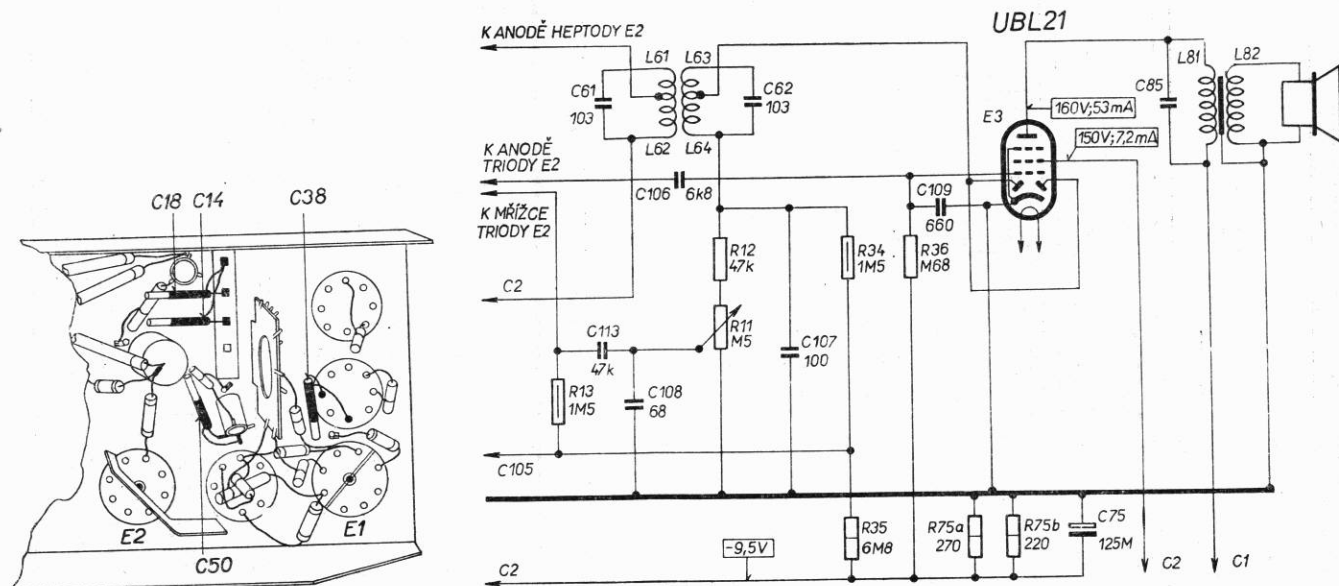 C18
C14
C38
E2
E1
C50
UBL21
K ANODĚ HEPTODY E2
L61
L63
C61
103
C62
103
L62
L64
L81
L82
C85
E3
160V;53mA
150V;7,2mA
K ANODĚ
TRIODY E2
C106
6k8
K MŘÍŽCE
TRIODY E2
C109
660
R12
47k
R34
1M5
R36
M68
C2
R11
M5
C113
47k
C107
100
R13
1M5
C108
68
C105
R35
6M8
R75a
270
R75b
220
C75
125M
-9,5V
C2
C2
C1